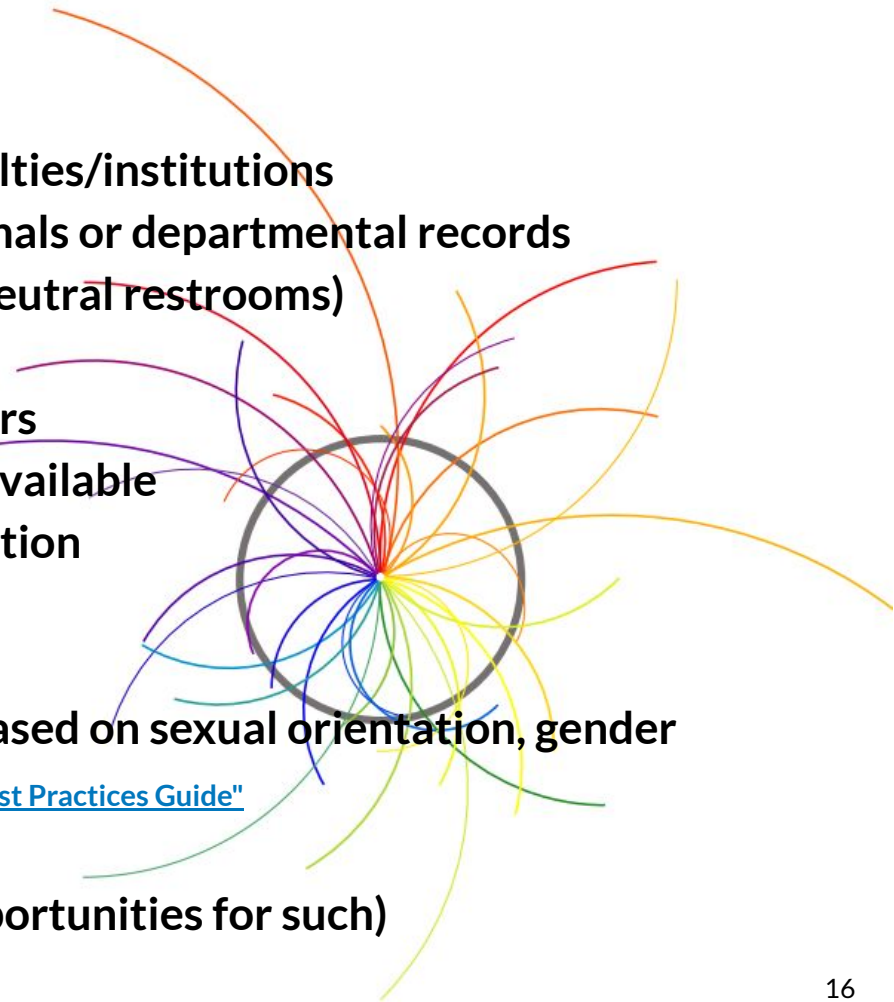 lties/institutions
nals or departmental records
eutral restrooms)
rs
vailable
tion
ased on sexual orientation, gender
st Practices Guide"
portunities for such)
16